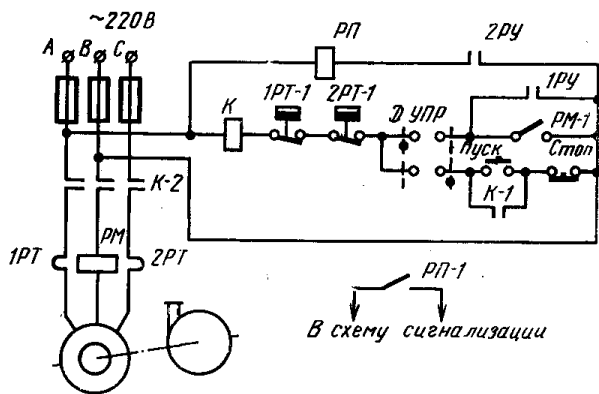 ~220В
А В С
РП
2РУ
1РУ
К
1РТ-1
2РТ-1
Д УПР
РМ-1
Пуск
Стоп
К-1
К-2
1РТ
РМ
2РТ
РП-1
В схему сигнализации